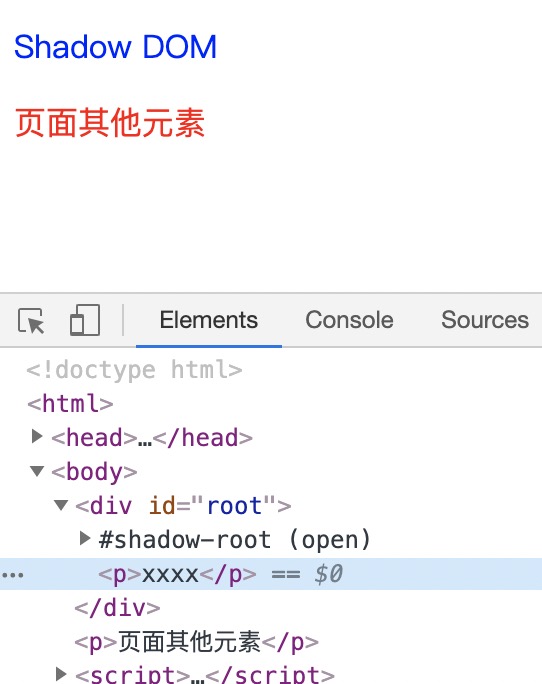 Shadow DOM
页面其他元素
Elements Console Sources
<!doctype html>
<html>
<head>…</head>
<body>
<div id="root">
#shadow-root (open)
<p>xxxx</p> == $0
</div>
<p>页面其他元素</p>
<script>…</script>